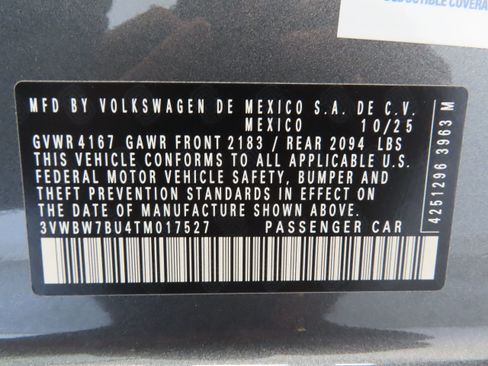 DEDUCTIBLE COVERA
MFD BY VOLKSWAGEN DE MEXICO S.A. DE C.V.
MEXICO 10/25
GVWR 4167 GAWR FRONT 2183 / REAR 2094 LBS
THIS VEHICLE CONFORMS TO ALL APPLICABLE U.S.
FEDERAL MOTOR VEHICLE SAFETY, BUMPER AND
THEFT PREVENTION STANDARDS IN EFFECT ON
THE DATE OF MANUFACTURE SHOWN ABOVE.
3VWBW7BU4TM017527 PASSENGER CAR
4251296 3963 M